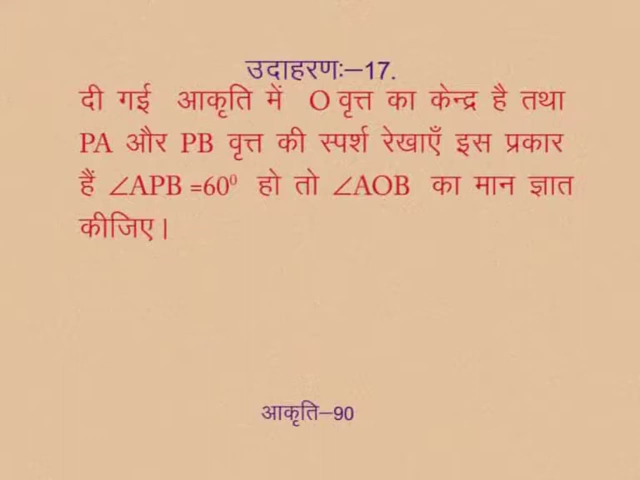 उदाहरणः–17.
दी गई आकृति में O वृत्त का केन्द्र है तथा
PA और PB वृत्त की स्पर्श रेखाएँ इस प्रकार
हैं ∠APB =60⁰ हो तो ∠AOB का मान ज्ञात
कीजिए।
आकृति–90